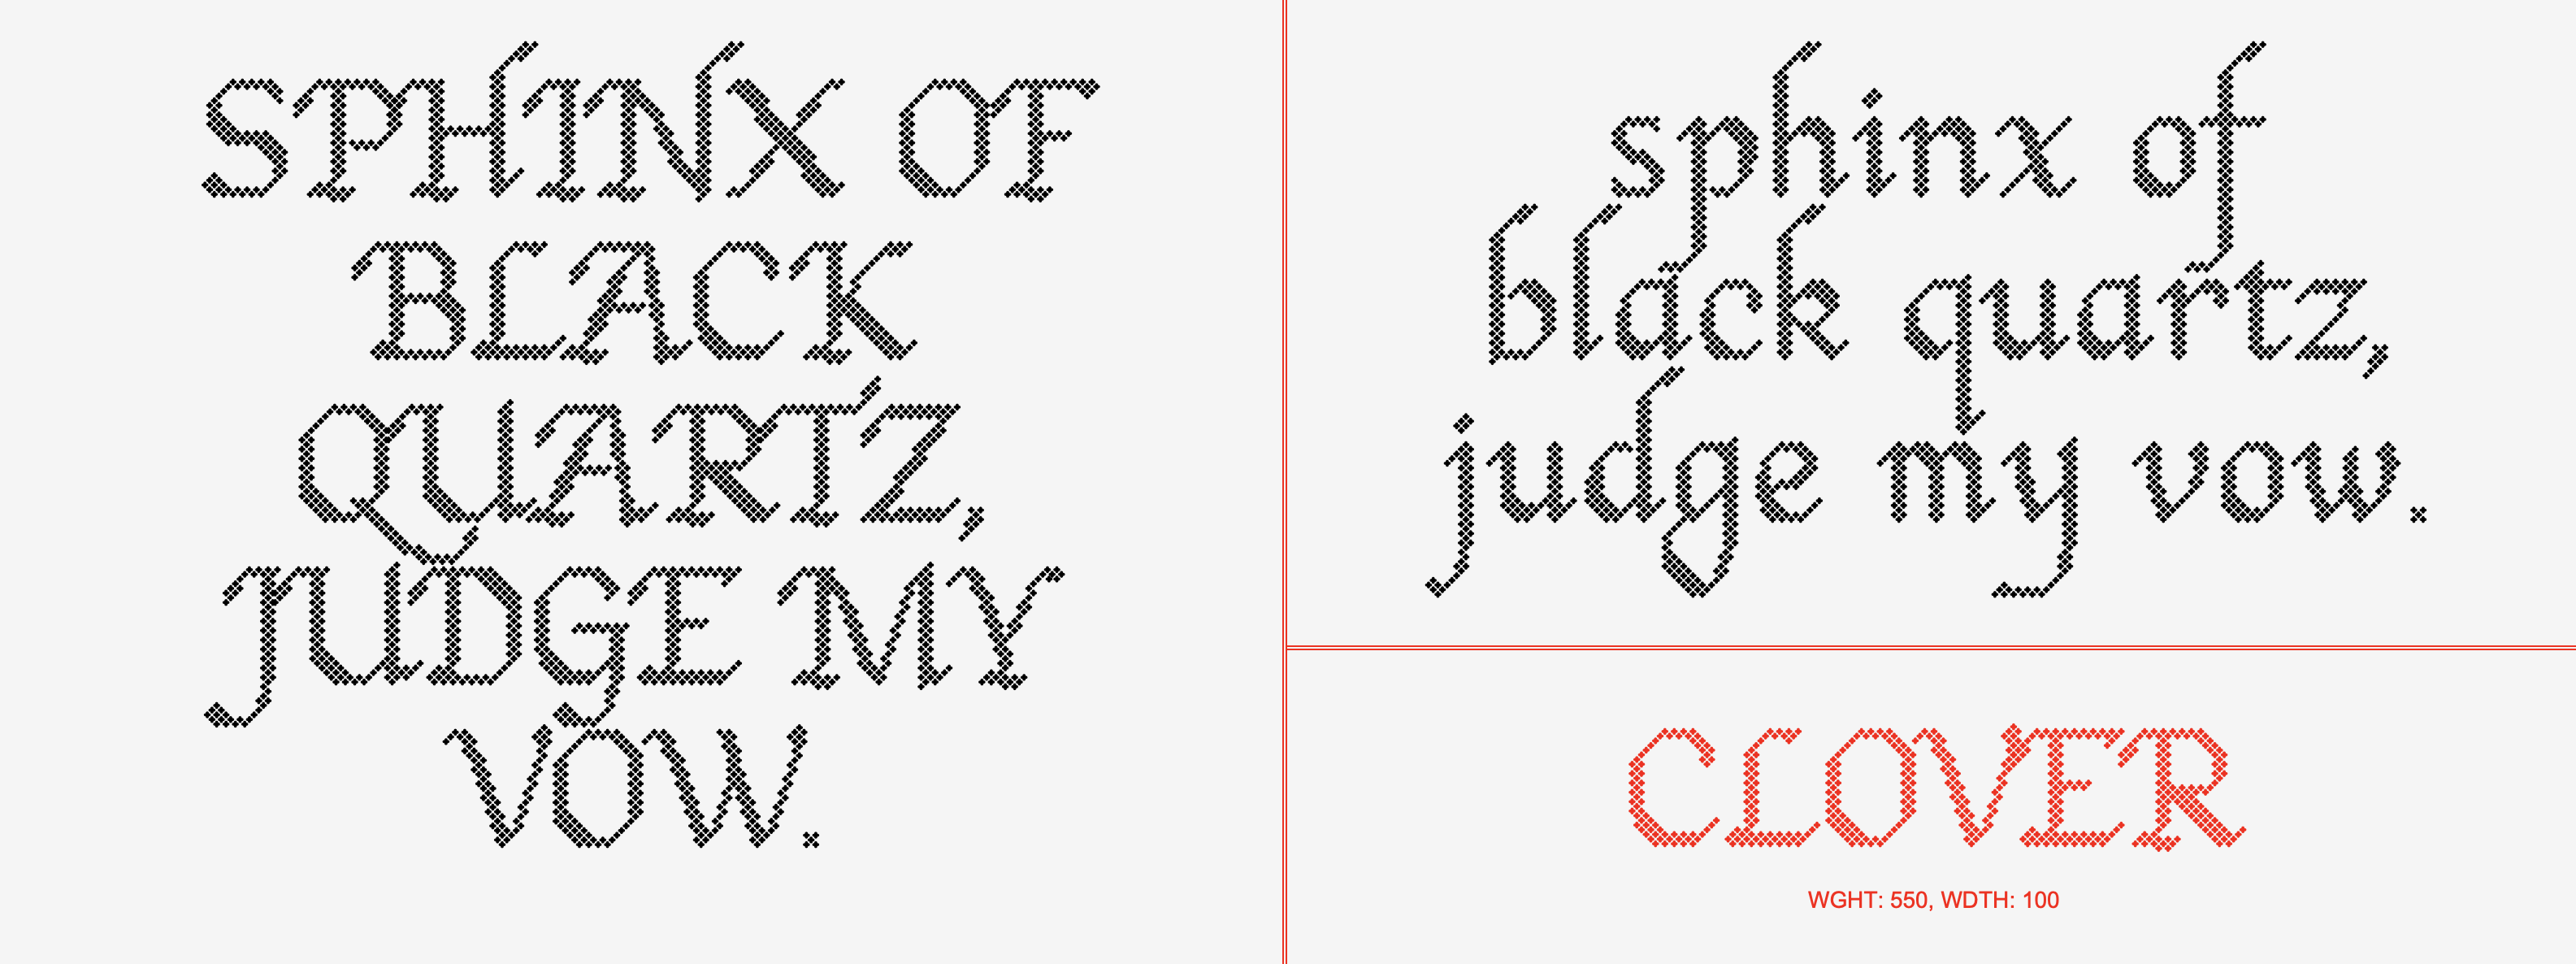 SPHINX OF
BLACK
QUARTZ,
JUDGE MY
VOW.
sphinx of
black quartz,
judge my vow.
CLOVER
WGHT: 550, WDTH: 100